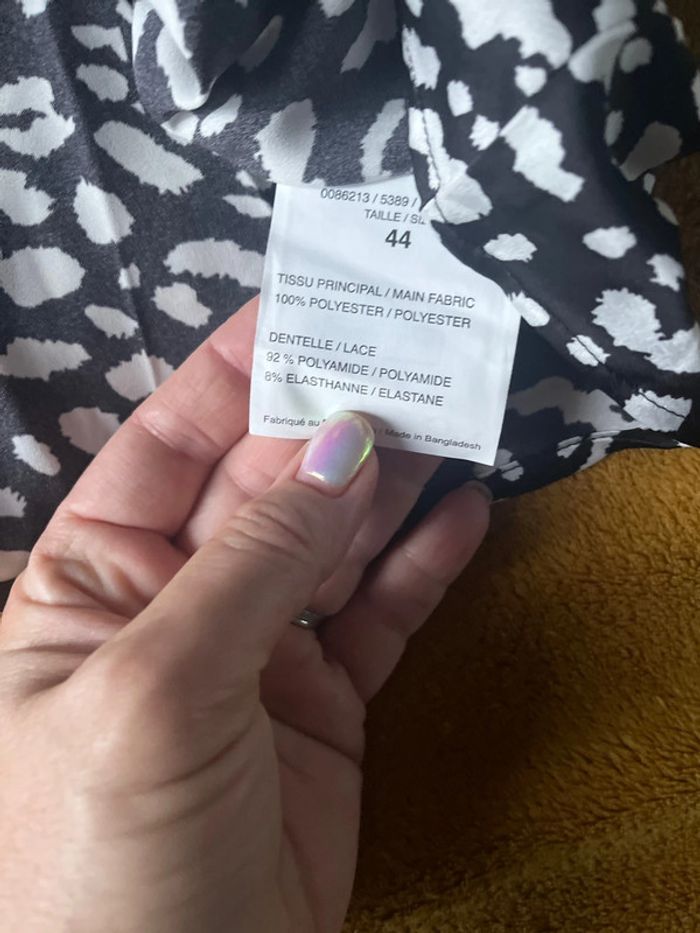 0086213 / 5389 /
TAILLE /
44
TISSU PRINCIPAL / MAIN FABRIC
100% POLYESTER / POLYESTER
DENTELLE / LACE
92 % POLYAMIDE / POLYAMIDE
8% ELASTHANNE / ELASTANE
Fabriqué au / Made in Bangladesh